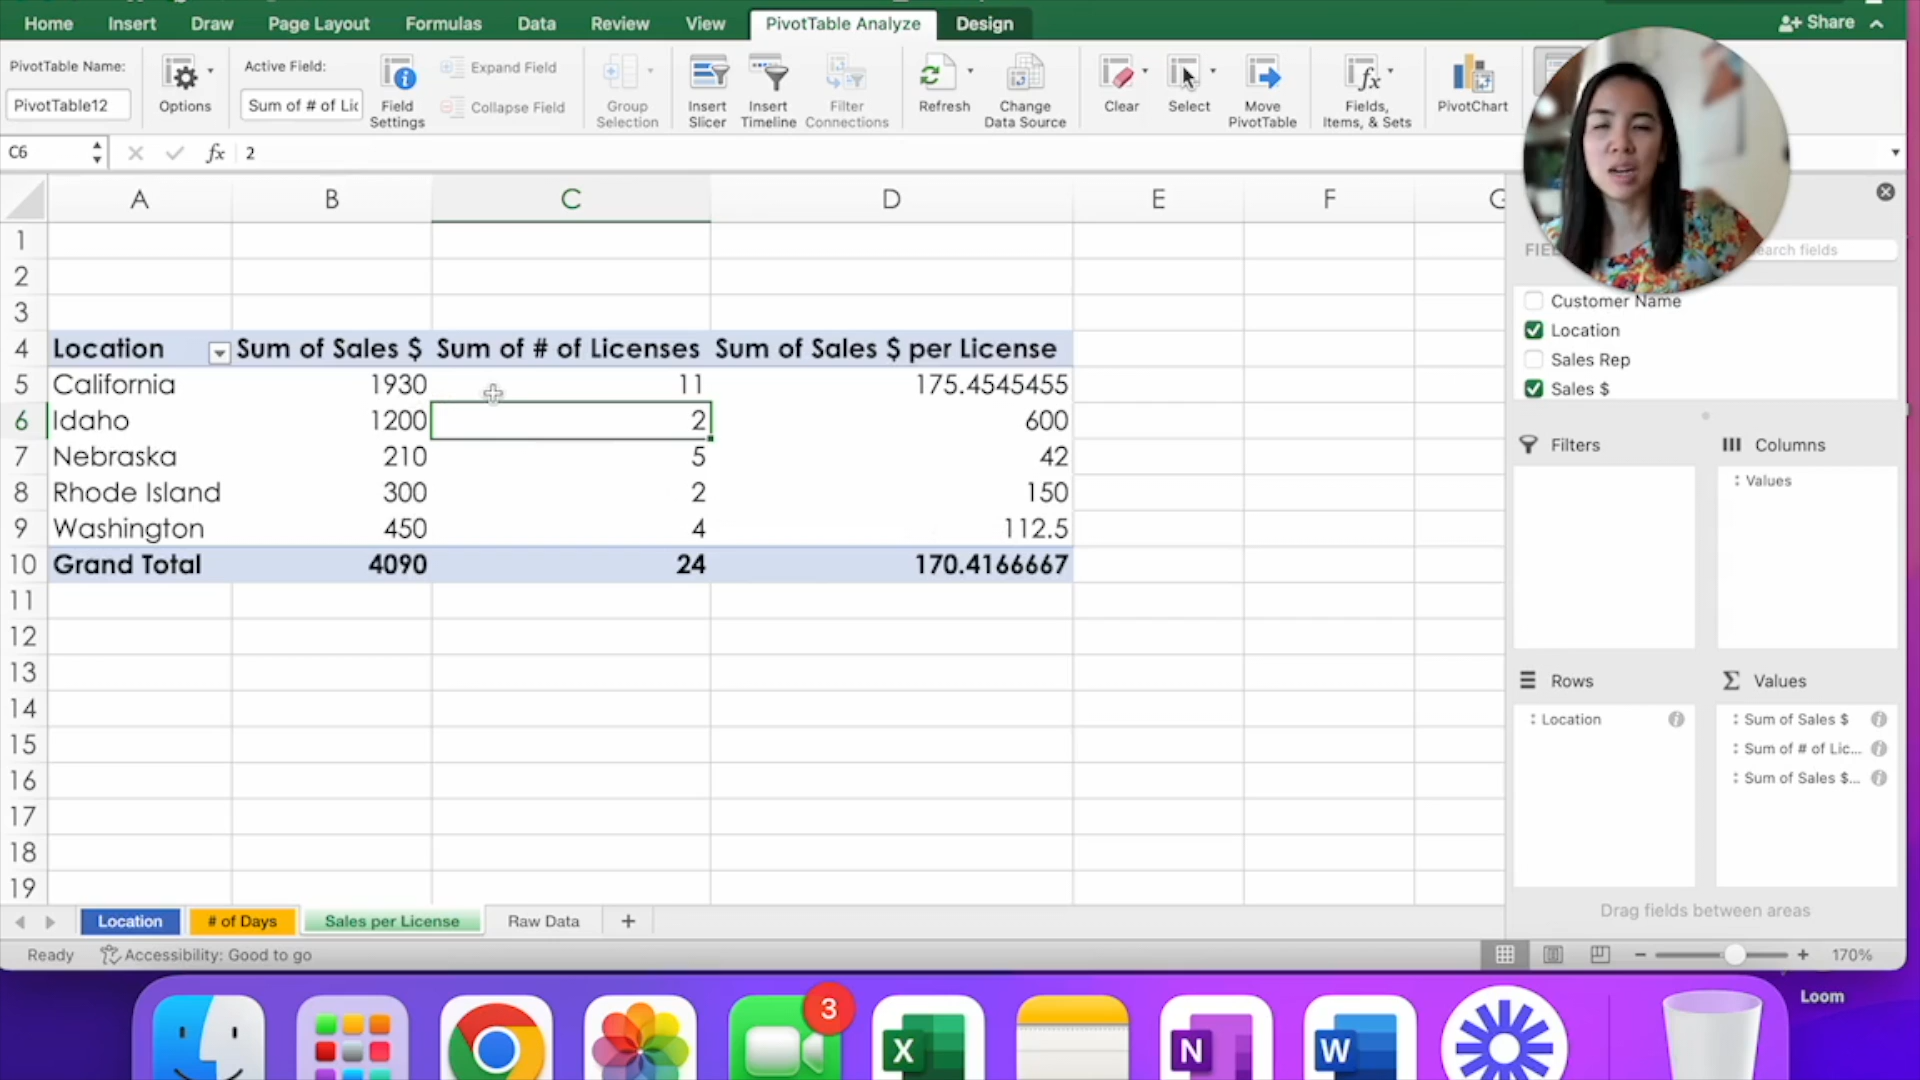 Home Insert Draw Page Layout Formulas Data Review View PivotTable Analyze Design Share
PivotTable Name:
PivotTable12
Options
Active Field:
Sum of # of Lic
Field Settings
Expand Field
Collapse Field
Group Selection
Insert Slicer
Insert Timeline
Filter Connections
Refresh
Change Data Source
Clear
Select
Move PivotTable
Fields, Items, & Sets
PivotChart
C6 fx 2
A B C D E F
1
2
3
4 Location Sum of Sales $ Sum of # of Licenses Sum of Sales $ per License
5 California 1930 11 175.4545455
6 Idaho 1200 2 600
7 Nebraska 210 5 42
8 Rhode Island 300 2 150
9 Washington 450 4 112.5
10 Grand Total 4090 24 170.4166667
11
12
13
14
15
16
17
18
19
search fields
Customer Name
Location
Sales Rep
Sales $
Filters
Columns
: Values
Rows
: Location
Σ Values
: Sum of Sales $
: Sum of # of Lic...
: Sum of Sales $...
Drag fields between areas
Location # of Days Sales per License Raw Data +
Ready Accessibility: Good to go − + 170%
Loom
3
X
N
W